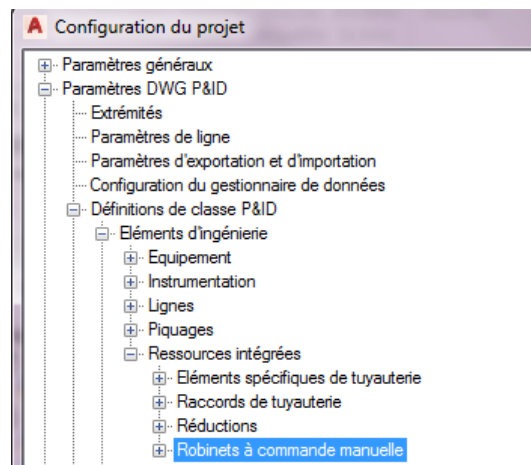 Configuration du projet
Paramètres généraux
Paramètres DWG P&ID
Extrémités
Paramètres de ligne
Paramètres d'exportation et d'importation
Configuration du gestionnaire de données
Définitions de classe P&ID
Eléments d'ingénierie
Equipement
Instrumentation
Lignes
Piquages
Ressources intégrées
Eléments spécifiques de tuyauterie
Raccords de tuyauterie
Réductions
Robinets à commande manuelle